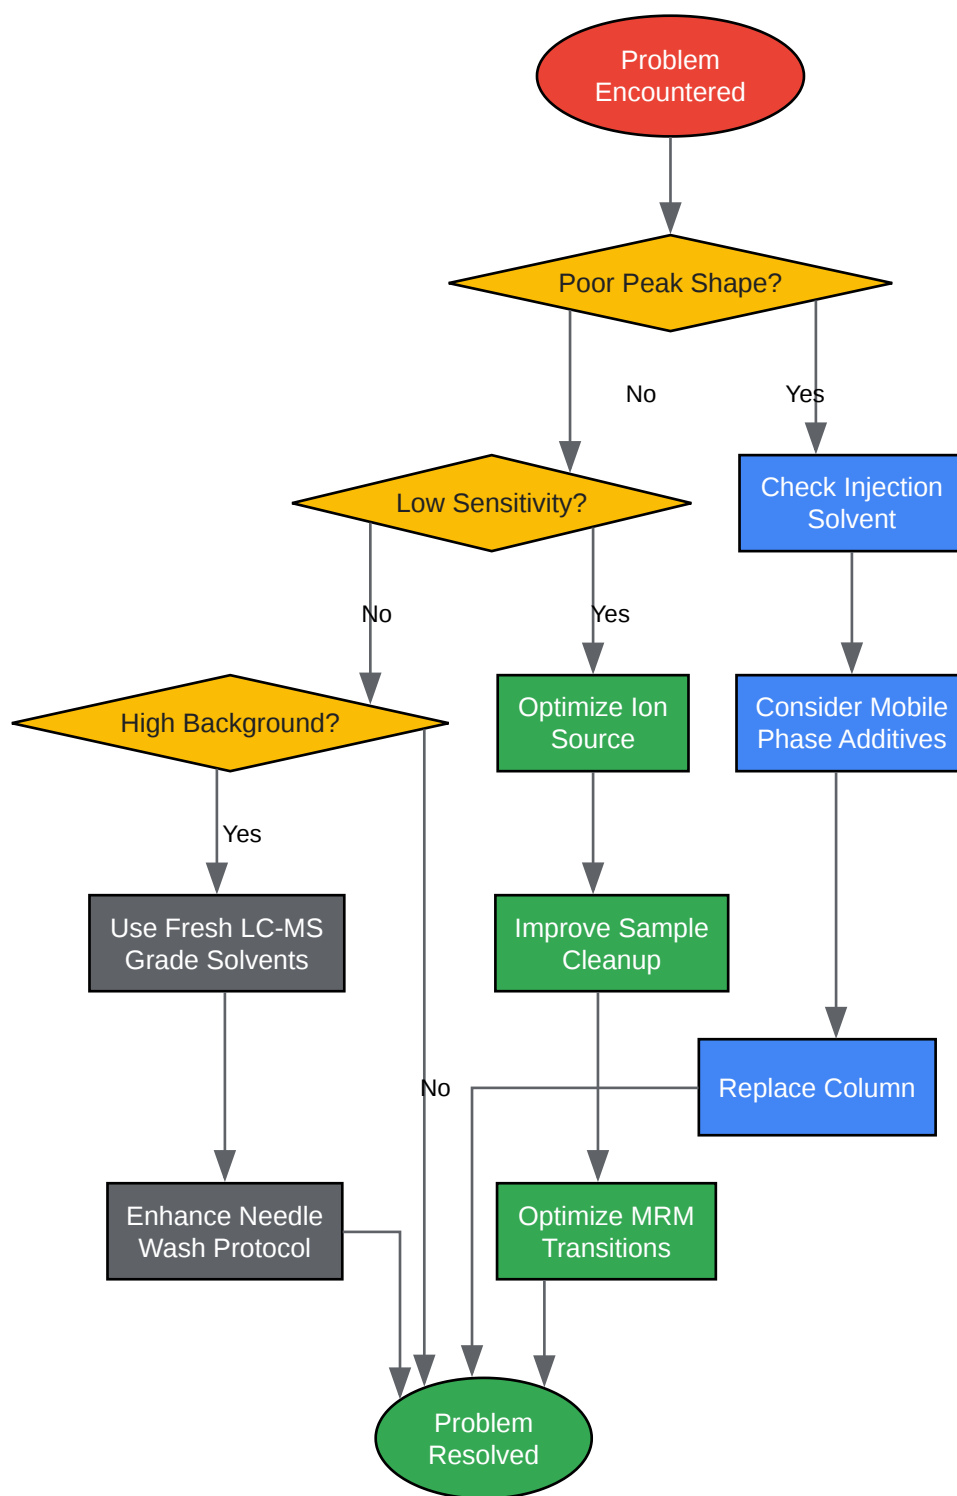 Problem
Encountered
Poor Peak Shape?
No
Yes
Low Sensitivity?
Check Injection
Solvent
No
Yes
High Background?
Optimize Ion
Source
Consider Mobile
Phase Additives
Yes
Use Fresh LC-MS
Grade Solvents
Improve Sample
Cleanup
No
Replace Column
Enhance Needle
Wash Protocol
Optimize MRM
Transitions
Problem
Resolved